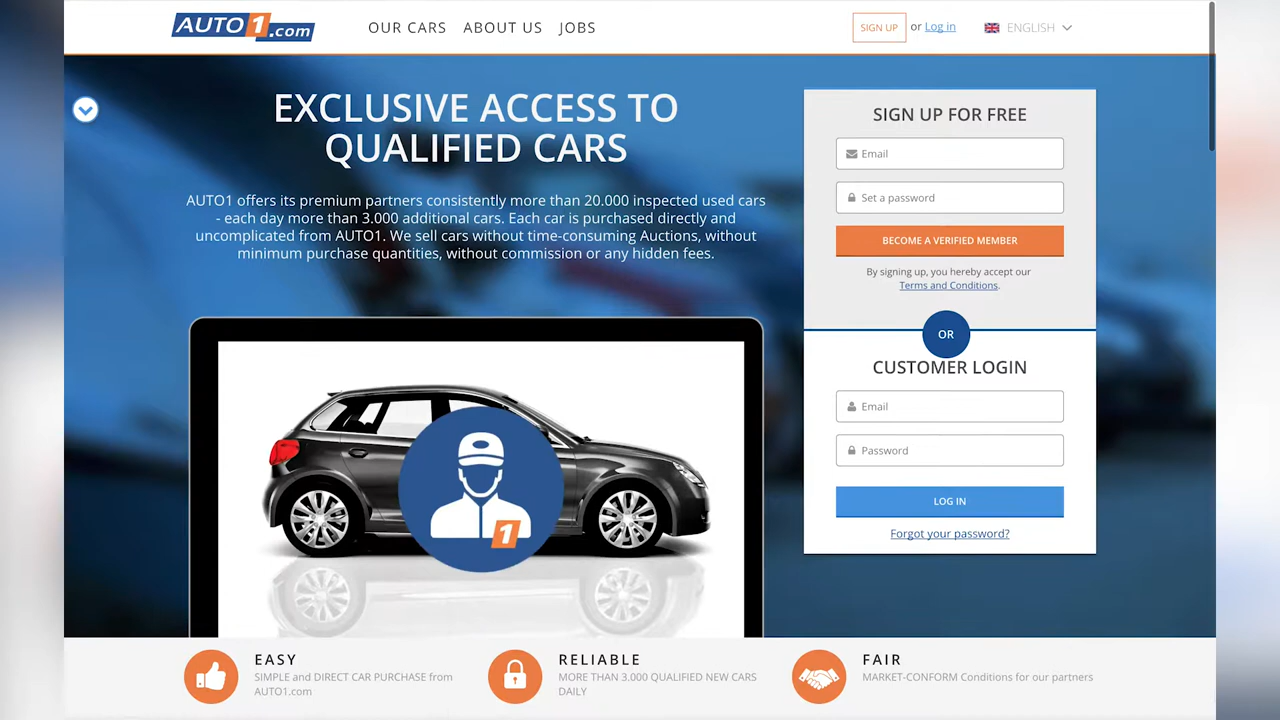 AUTO1.com
OUR CARS
ABOUT US
JOBS
SIGN UP
or Log in
ENGLISH
EXCLUSIVE ACCESS TO
QUALIFIED CARS
AUTO1 offers its premium partners consistently more than 20.000 inspected used cars
- each day more than 3.000 additional cars. Each car is purchased directly and
uncomplicated from AUTO1. We sell cars without time-consuming Auctions, without
minimum purchase quantities, without commission or any hidden fees.
1
SIGN UP FOR FREE
Email
Set a password
BECOME A VERIFIED MEMBER
By signing up, you hereby accept our
Terms and Conditions.
OR
CUSTOMER LOGIN
Email
Password
LOG IN
Forgot your password?
EASY
SIMPLE and DIRECT CAR PURCHASE from
AUTO1.com
RELIABLE
MORE THAN 3.000 QUALIFIED NEW CARS
DAILY
FAIR
MARKET-CONFORM Conditions for our partners